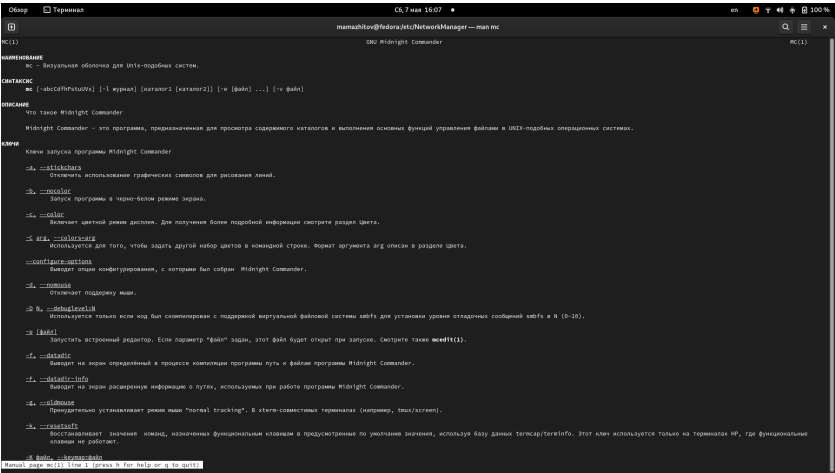 Обзор Терминал Сб, 7 мая 16:07 en 100 %
mamazhitov@fedora:/etc/NetworkManager — man mc
MC(1) GNU Midnight Commander MC(1)
НАИМЕНОВАНИЕ
mc - Визуальная оболочка для Unix-подобных систем.
СИНТАКСИС
mc [-abcCdfhPstuUVx] [-l журнал] [каталог1 [каталог2]] [-e [файл] ...] [-v файл]
ОПИСАНИЕ
Что такое Midnight Commander
Midnight Commander - это программа, предназначенная для просмотра содержимого каталогов и выполнения основных функций управления файлами в UNIX-подобных операционных системах.
КЛЮЧИ
Ключи запуска программы Midnight Commander
-a, --stickchars
Отключить использование графических символов для рисования линий.
-b, --nocolor
Запуск программы в черно-белом режиме экрана.
-c, --color
Включает цветной режим дисплея. Для получения более подробной информации смотрите раздел Цвета.
-C arg, --colors=arg
Используется для того, чтобы задать другой набор цветов в командной строке. Формат аргумента arg описан в разделе Цвета.
--configure-options
Выводит опции конфигурирования, с которыми был собран Midnight Commander.
-d, --nomouse
Отключает поддержку мыши.
-D N, --debuglevel=N
Используется только если код был скомпилирован с поддержкой виртуальной файловой системы smbfs для установки уровня отладочных сообщений smbfs в N (0-10).
-e [файл]
Запустить встроенный редактор. Если параметр "файл" задан, этот файл будет открыт при запуске. Смотрите также mcedit(1).
-f, --datadir
Выводит на экран определённый в процессе компиляции программы путь к файлам программы Midnight Commander.
-F, --datadir-info
Выводит на экран расширенную информацию о путях, используемых при работе программы Midnight Commander.
-g, --oldmouse
Принудительно устанавливает режим мыши "normal tracking". В xterm-совместимых терминалах (например, tmux/screen).
-k, --resetsoft
Восстанавливает значения команд, назначенных функциональным клавишам в предусмотренные по умолчанию значения, используя базу данных termcap/terminfo. Этот ключ используется только на терминалах HP, где функциональные
клавиши не работают.
-K файл, --keymap=файл
Manual page mc(1) line 1 (press h for help or q to quit)